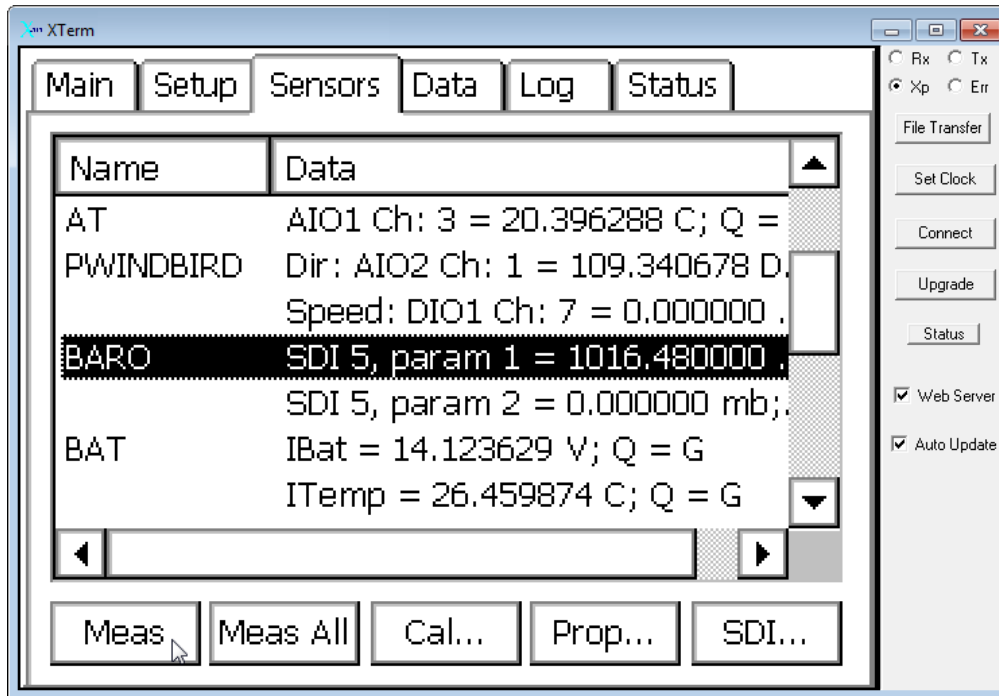 XTerm
Main Setup Sensors Data Log Status
Name Data
AT AIO1 Ch: 3 = 20.396288 C; Q =
PWINDBIRD Dir: AIO2 Ch: 1 = 109.340678 D.
Speed: DIO1 Ch: 7 = 0.000000 .
BARO SDI 5, param 1 = 1016.480000 .
SDI 5, param 2 = 0.000000 mb;.
BAT IBat = 14.123629 V; Q = G
ITemp = 26.459874 C; Q = G
Meas Meas All Cal... Prop... SDI...
Rx Tx
Xp Err
File Transfer
Set Clock
Connect
Upgrade
Status
Web Server
Auto Update